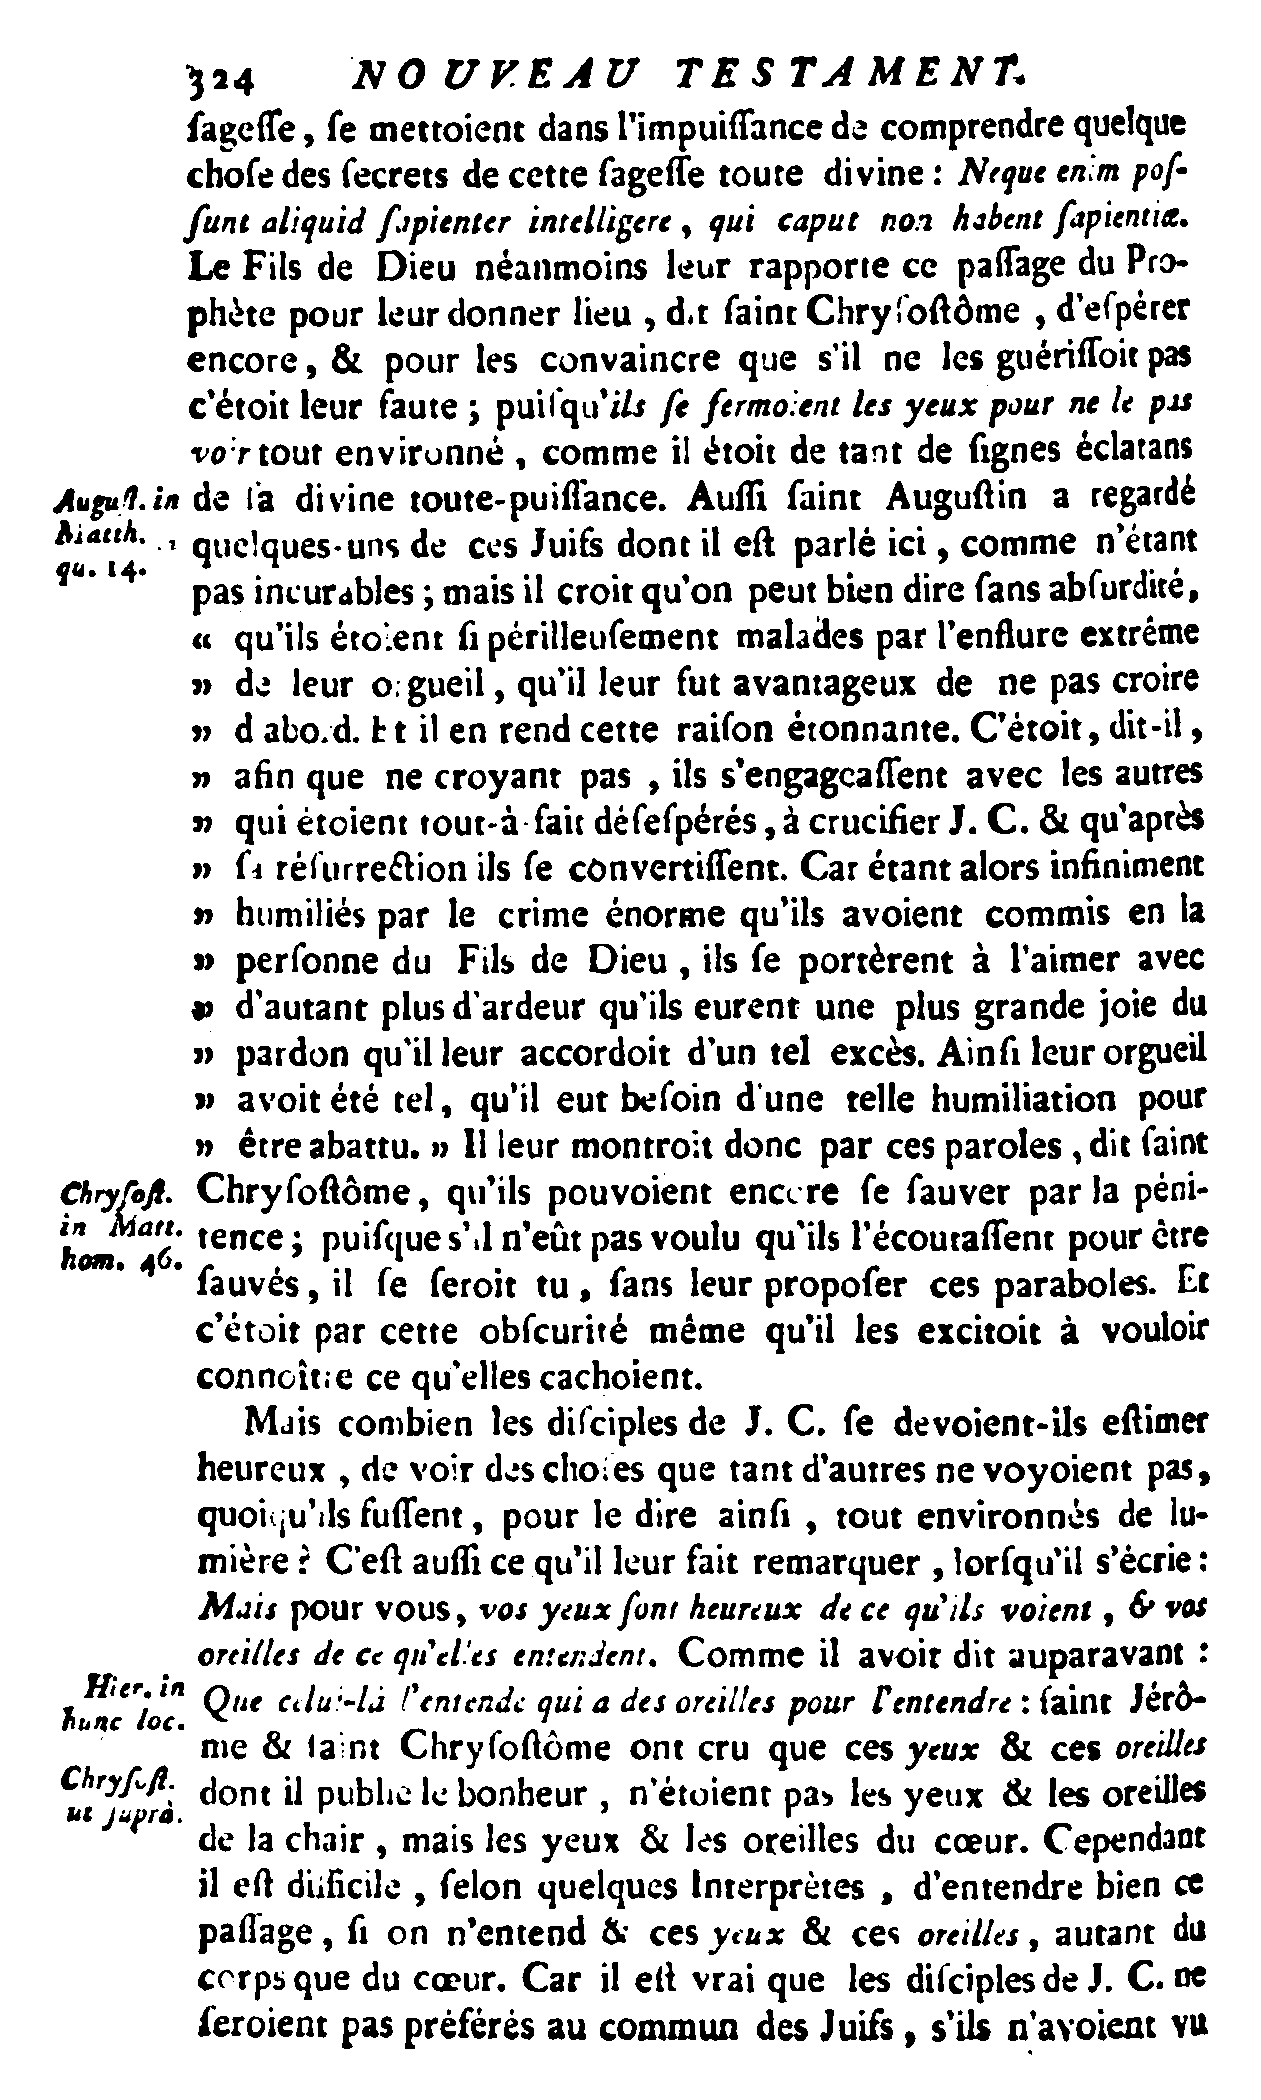 324 NOUVEAU TESTAMENT.
ſageſſe, ſe mettoient dans l'impuiſſance de comprendre quelque
choſe des ſecrets de cette ſageſſe toute divine : Neque enim poſ-
ſunt aliquid ſapienter intelligere, qui caput non habent ſapientiæ.
Le Fils de Dieu néanmoins leur rapporte ce paſſage du Pro-
phète pour leur donner lieu, dit ſaint Chryſoſtôme, d'eſpérer
encore, & pour les convaincre que s'il ne les guériſſoit pas
c'étoit leur faute ; puiſqu'ils ſe fermoient les yeux pour ne le pas
voir tout environné, comme il étoit de tant de ſignes éclatans
Auguſt. in
Matth.
qu. 14.
de ſa divine toute-puiſſance. Auſſi ſaint Auguſtin a regardé
quelques-uns de ces Juifs dont il eſt parlé ici, comme n'étant
pas incurables ; mais il croit qu'on peut bien dire ſans abſurdité,
“ qu'ils étoient ſi périlleuſement malades par l'enflure extrême
” de leur orgueil, qu'il leur fut avantageux de ne pas croire
” d abord. Et il en rend cette raiſon étonnante. C'étoit, dit-il,
” afin que ne croyant pas, ils s'engageaſſent avec les autres
” qui étoient tout-à-fait déſeſpérés, à crucifier J. C. & qu'après
” ſa réſurrection ils ſe convertiſſent. Car étant alors infiniment
” humiliés par le crime énorme qu'ils avoient commis en la
” perſonne du Fils de Dieu, ils ſe portèrent à l'aimer avec
” d'autant plus d'ardeur qu'ils eurent une plus grande joie du
” pardon qu'il leur accordoit d'un tel excès. Ainſi leur orgueil
” avoit été tel, qu'il eut beſoin d'une telle humiliation pour
” être abattu. ” Il leur montroit donc par ces paroles, dit ſaint
Chryſoſt.
in Matt.
hom. 46.
Chryſoſtôme, qu'ils pouvoient encore ſe ſauver par la péni-
tence ; puiſque s'il n'eût pas voulu qu'ils l'écoutaſſent pour être
ſauvés, il ſe ſeroit tu, ſans leur propoſer ces paraboles. Et
c'étoit par cette obſcurité même qu'il les excitoit à vouloir
connoître ce qu'elles cachoient.
Mais combien les diſciples de J. C. ſe devoient-ils eſtimer
heureux, de voir des choſes que tant d'autres ne voyoient pas,
quoiqu'ils fuſſent, pour le dire ainſi, tout environnés de lu-
mière ? C'eſt auſſi ce qu'il leur fait remarquer, lorſqu'il s'écrie :
Mais pour vous, vos yeux ſont heureux de ce qu'ils voient, & vos
oreilles de ce qu'elles entendent. Comme il avoit dit auparavant :
Hier. in
hunc loc.
Que celui-là l'entende qui a des oreilles pour l'entendre : ſaint Jérô-
me & ſaint Chryſoſtôme ont cru que ces yeux & ces oreilles
Chryſoſt.
ut ſuprà.
dont il publie le bonheur, n'étoient pas les yeux & les oreilles
de la chair, mais les yeux & les oreilles du cœur. Cependant
il eſt difficile, ſelon quelques Interprètes, d'entendre bien ce
paſſage, ſi on n'entend & ces yeux & ces oreilles, autant du
corps que du cœur. Car il eſt vrai que les diſciples de J. C. ne
ſeroient pas préférés au commun des Juifs, s'ils n'avoient vu